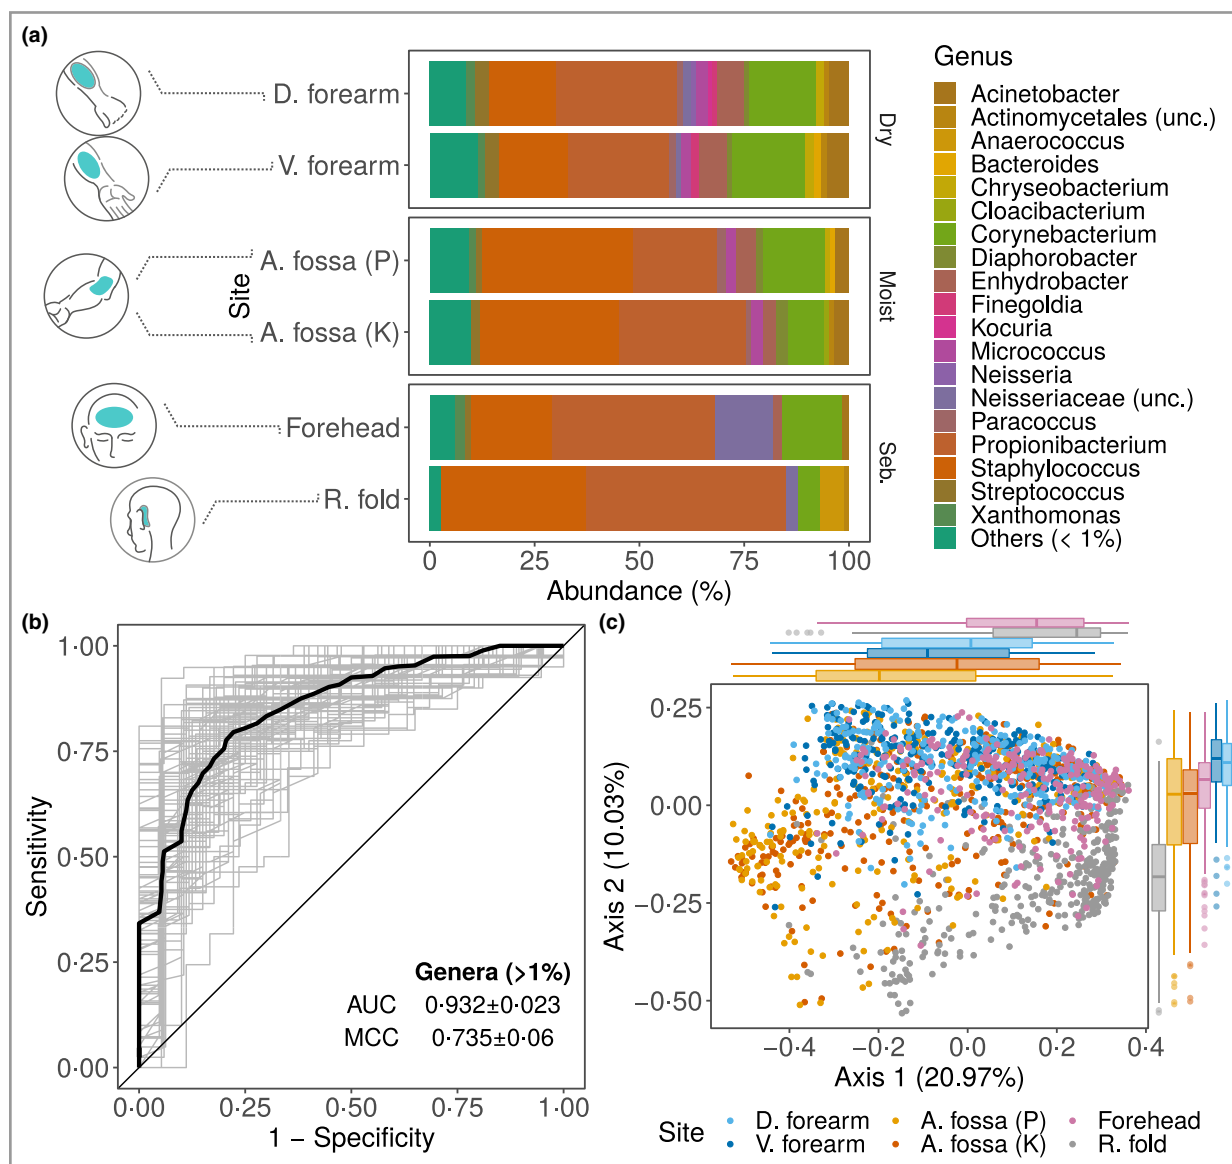 (a)
D. forearm
V. forearm
A. fossa (P)
A. fossa (K)
Forehead
R. fold
Site
Dry
Moist
Seb.
0
25
50
75
100
Abundance (%)
Genus
Acinetobacter
Actinomycetales (unc.)
Anaerococcus
Bacteroides
Chryseobacterium
Cloacibacterium
Corynebacterium
Diaphorobacter
Enhydrobacter
Finegoldia
Kocuria
Micrococcus
Neisseria
Neisseriaceae (unc.)
Paracoccus
Propionibacterium
Staphylococcus
Streptococcus
Xanthomonas
Others (< 1%)
(b)
1·00
0·75
0·50
0·25
0·00
Sensitivity
Genera (>1%)
AUC 0·932±0·023
MCC 0·735±0·06
0·00 0·25 0·50 0·75 1·00
1 − Specificity
(c)
0·25
0·00
−0·25
−0·50
Axis 2 (10.03%)
−0·4 −0·2 0·0 0·2 0·4
Axis 1 (20.97%)
Site
D. forearm
V. forearm
A. fossa (P)
A. fossa (K)
Forehead
R. fold